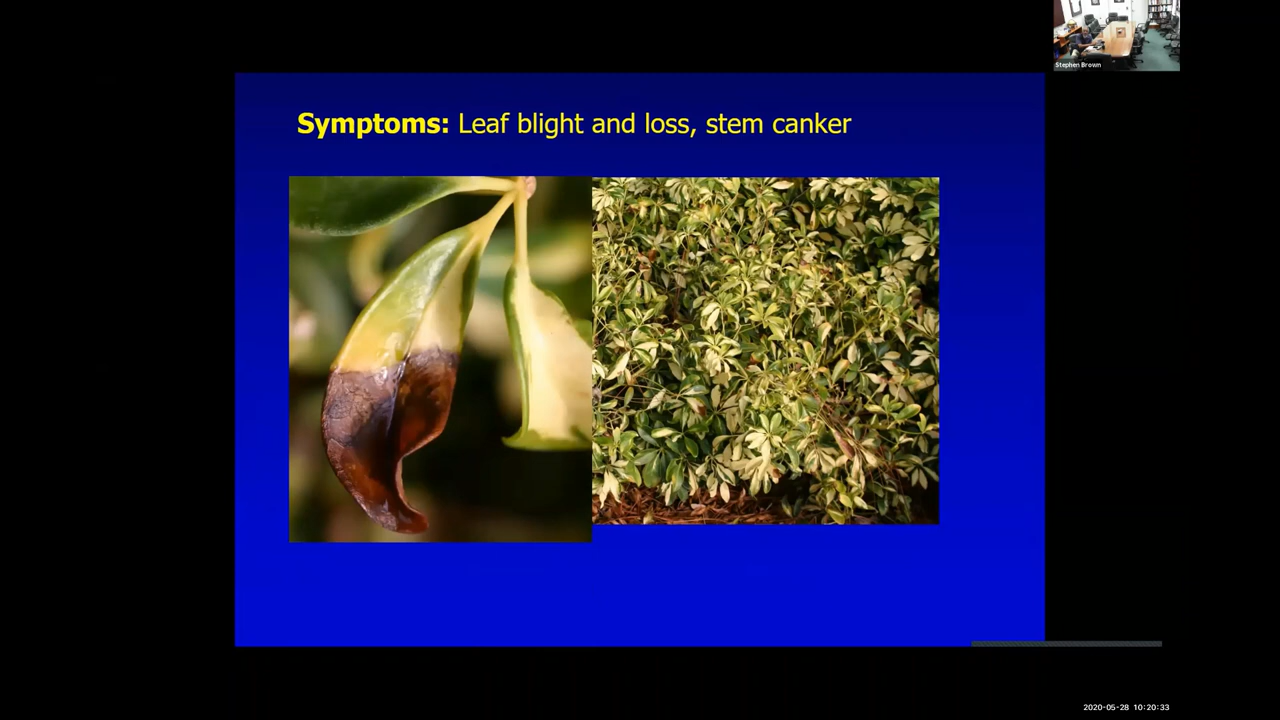 Stephen Brown
Symptoms: Leaf blight and loss, stem canker
2020-05-28 10:20:33